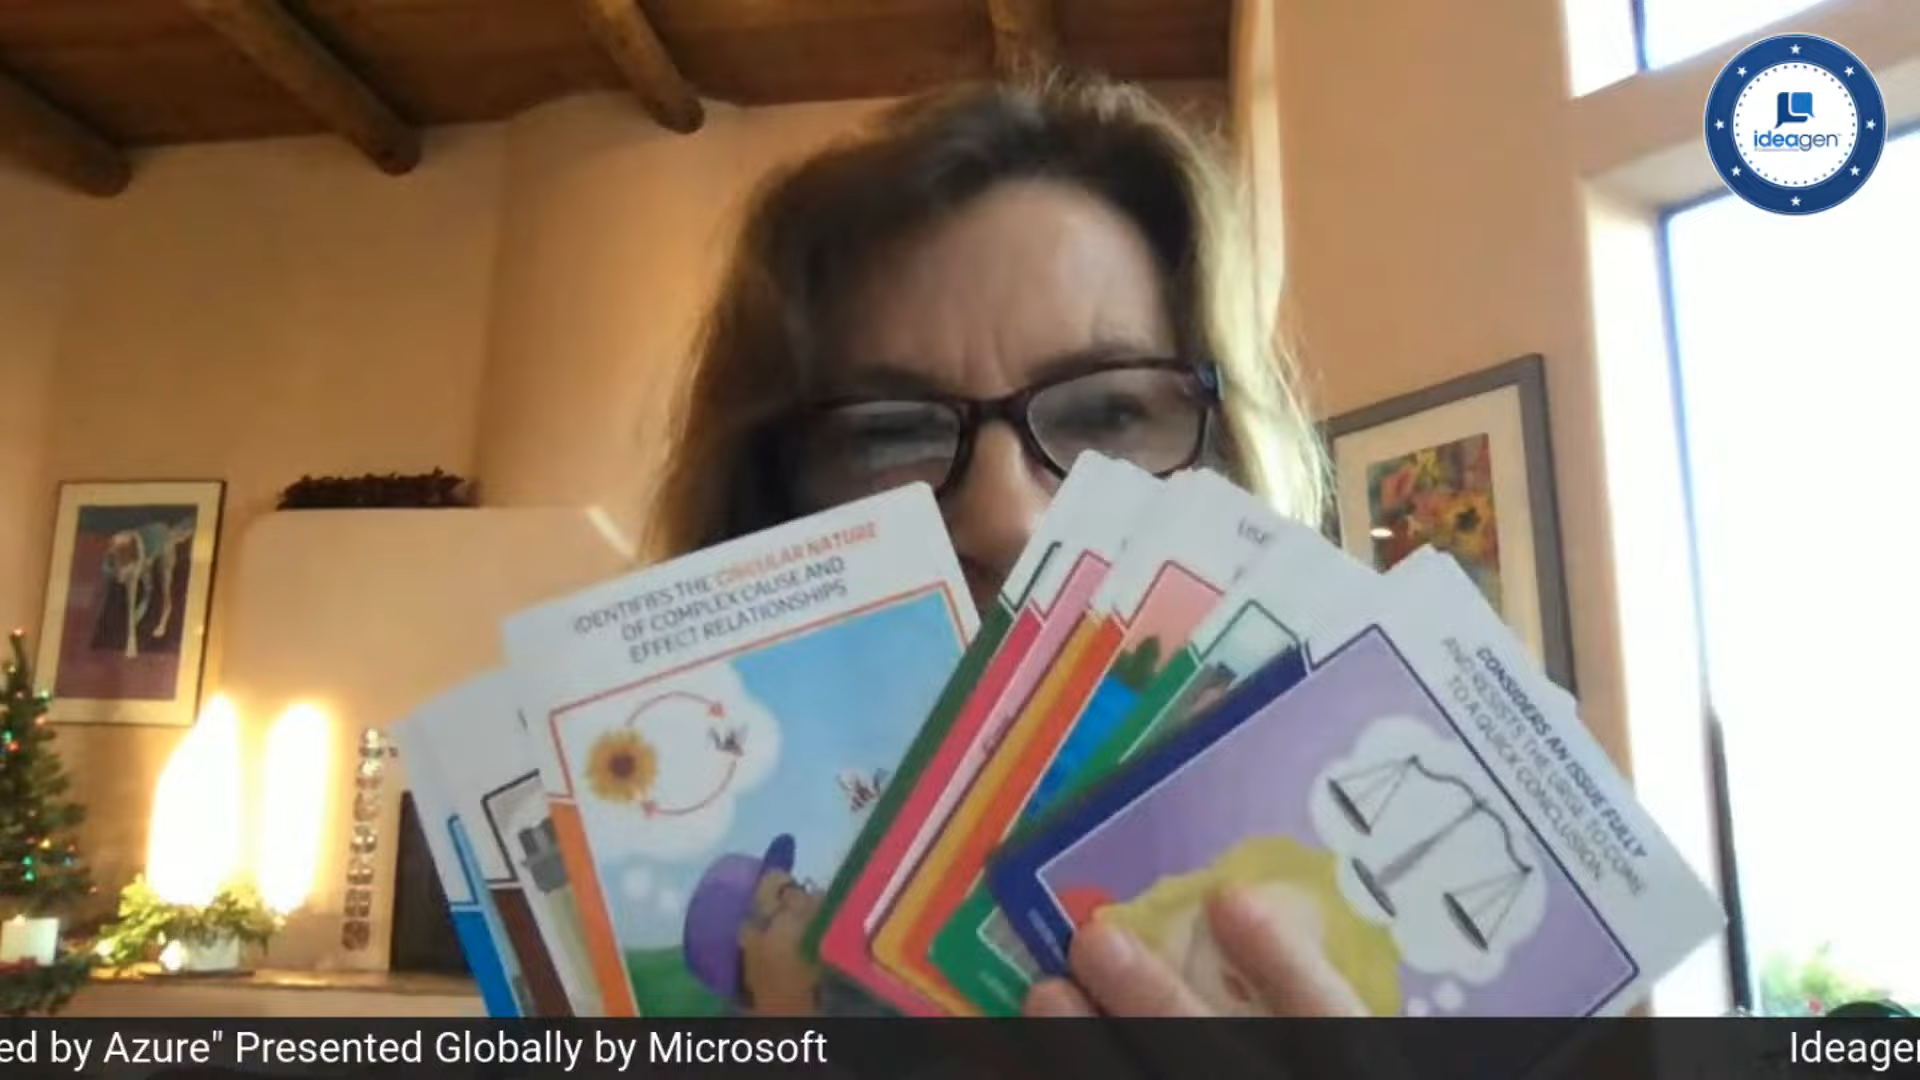 ideagen
IDENTIFIES THE CIRCULAR NATURE
OF COMPLEX CAUSE AND
EFFECT RELATIONSHIPS
USE
CONSIDERS AN ISSUE FULLY
AND RESISTS THE URGE TO COME
TO A QUICK CONCLUSION
ed by Azure" Presented Globally by Microsoft
Ideagen